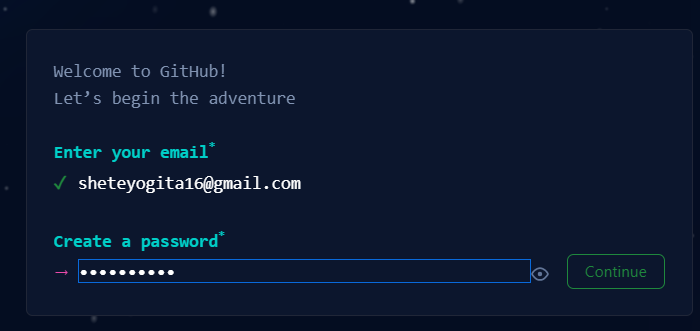 Welcome to GitHub!
Let’s begin the adventure
Enter your email*
✓ sheteyogita16@gmail.com
Create a password*
→ ●●●●●●●●●● Continue